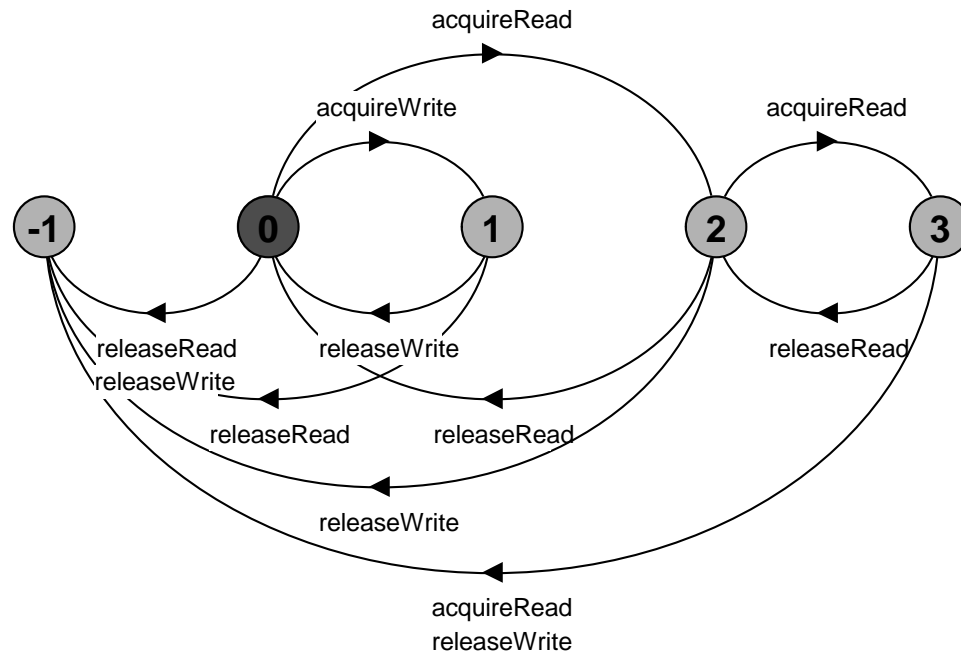 acquireRead
acquireWrite
acquireRead
-1
0
1
2
3
releaseRead
releaseWrite
releaseRead
releaseWrite
releaseRead
releaseRead
releaseWrite
acquireRead
releaseWrite